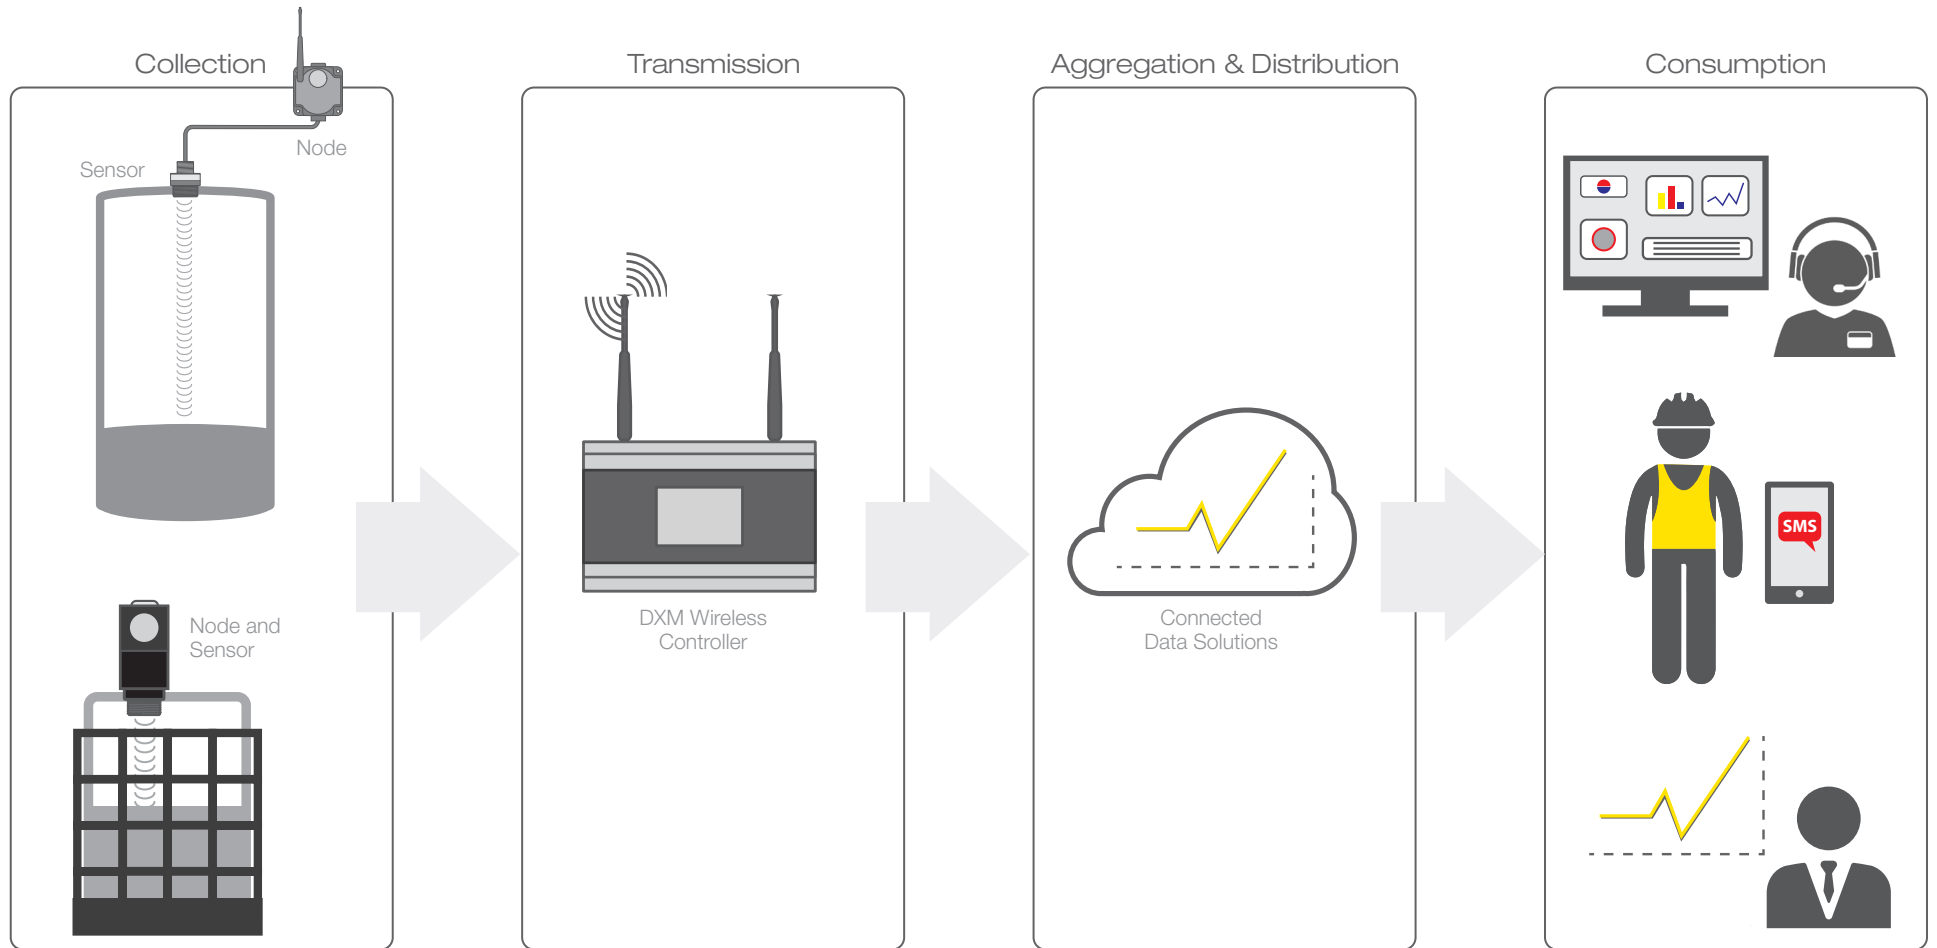 Collection
Transmission
Aggregation & Distribution
Consumption
Node
Sensor
Node and
Sensor
DXM Wireless
Controller
Connected
Data Solutions
SMS